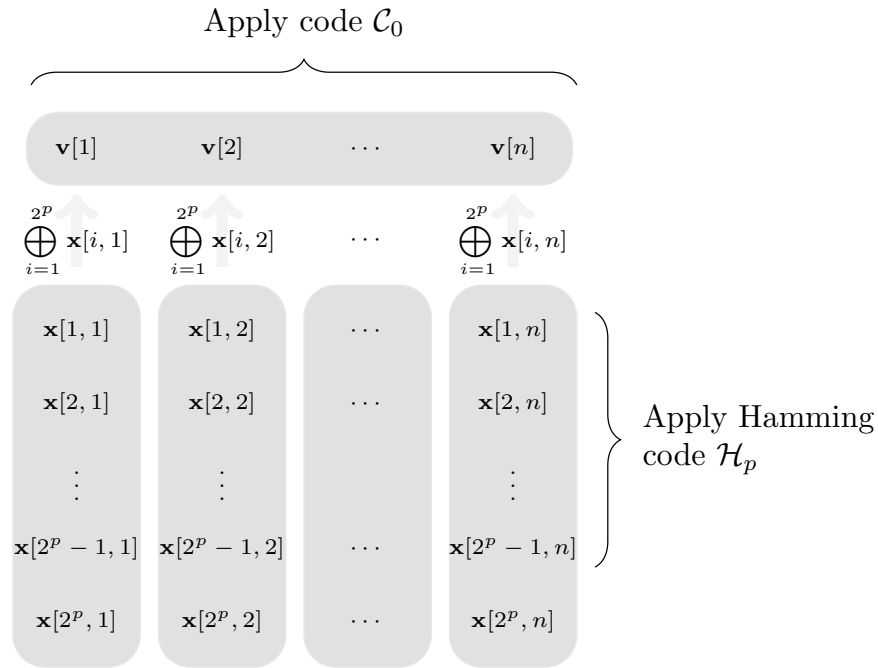 Apply code 𝒞₀
𝐯[1] 𝐯[2] ⋯ 𝐯[n]
⨁_{i=1}^{2^p} 𝐱[i, 1] ⨁_{i=1}^{2^p} 𝐱[i, 2] ⋯ ⨁_{i=1}^{2^p} 𝐱[i, n]
𝐱[1, 1] 𝐱[1, 2] ⋯ 𝐱[1, n]
𝐱[2, 1] 𝐱[2, 2] ⋯ 𝐱[2, n]
⋮ ⋮ ⋮
𝐱[2^p − 1, 1] 𝐱[2^p − 1, 2] ⋯ 𝐱[2^p − 1, n]
𝐱[2^p, 1] 𝐱[2^p, 2] ⋯ 𝐱[2^p, n]
Apply Hamming
code ℋ_p